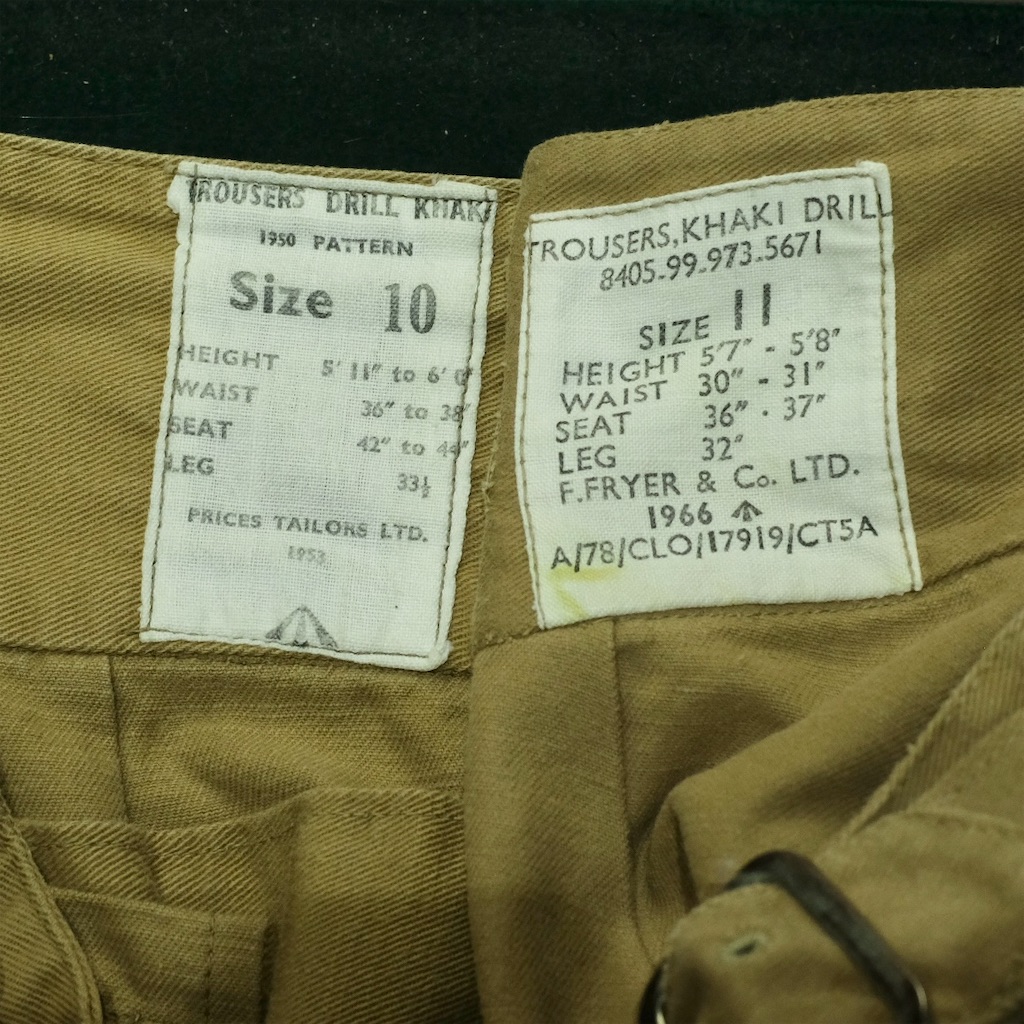 TROUSERS DRILL KHAKI
1950 PATTERN
Size 10
HEIGHT 5' 11" to 6' 0"
WAIST 36" to 38"
SEAT 42" to 44"
LEG 33½
PRICES TAILORS LTD.
1953
TROUSERS, KHAKI DRILL
8405-99-973-5671
SIZE 11
HEIGHT 5'7" - 5'8"
WAIST 30" - 31"
SEAT 36" - 37"
LEG 32"
F. FRYER & Co. LTD.
1966
A/78/CLO/17919/CT5A